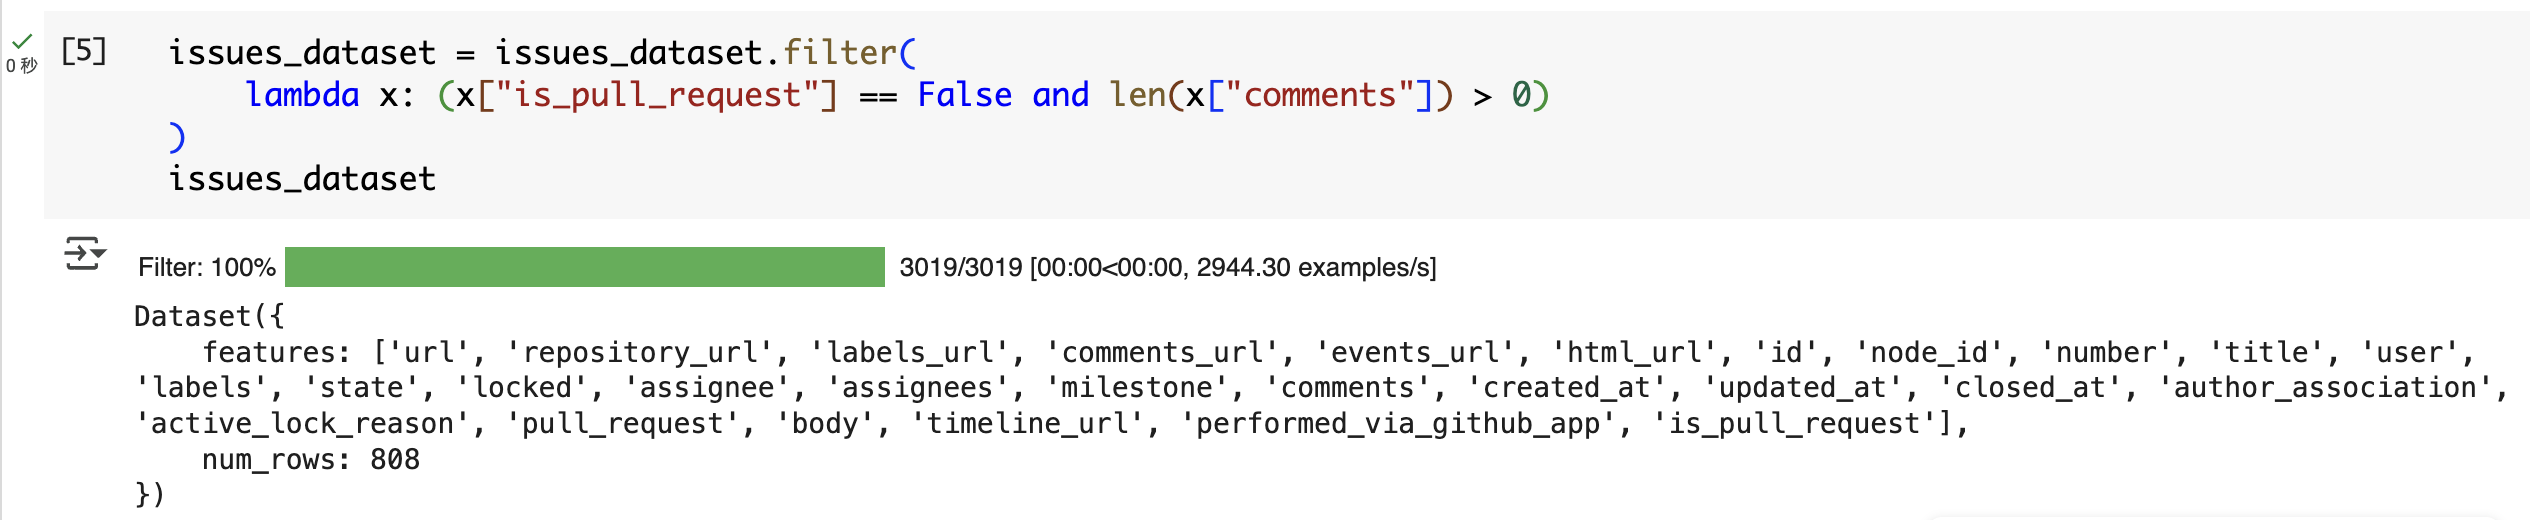 [5] issues_dataset = issues_dataset.filter(
0 秒
    lambda x: (x["is_pull_request"] == False and len(x["comments"]) > 0)
)
issues_dataset
Filter: 100% 3019/3019 [00:00<00:00, 2944.30 examples/s]
Dataset({
    features: ['url', 'repository_url', 'labels_url', 'comments_url', 'events_url', 'html_url', 'id', 'node_id', 'number', 'title', 'user',
'labels', 'state', 'locked', 'assignee', 'assignees', 'milestone', 'comments', 'created_at', 'updated_at', 'closed_at', 'author_association',
'active_lock_reason', 'pull_request', 'body', 'timeline_url', 'performed_via_github_app', 'is_pull_request'],
    num_rows: 808
})